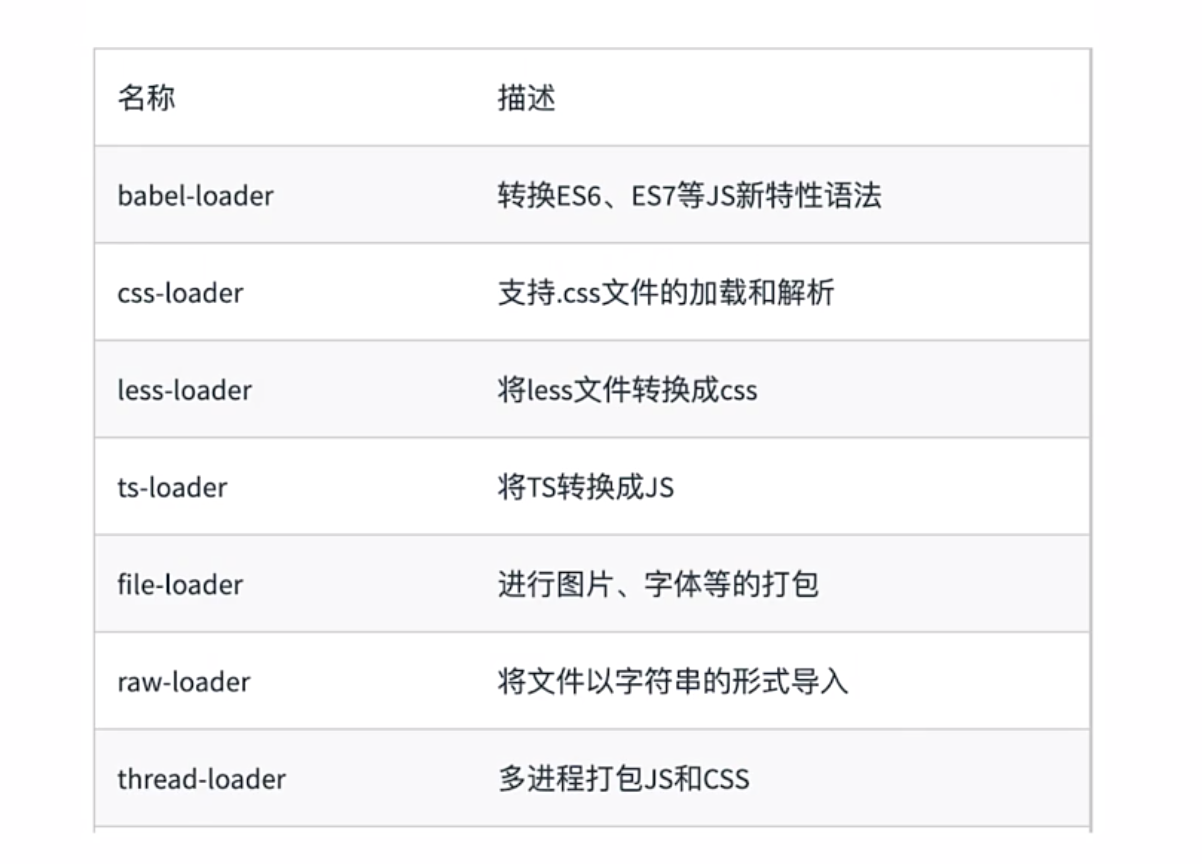 名称 描述
babel-loader 转换ES6、ES7等JS新特性语法
css-loader 支持.css文件的加载和解析
less-loader 将less文件转换成css
ts-loader 将TS转换成JS
file-loader 进行图片、字体等的打包
raw-loader 将文件以字符串的形式导入
thread-loader 多进程打包JS和CSS